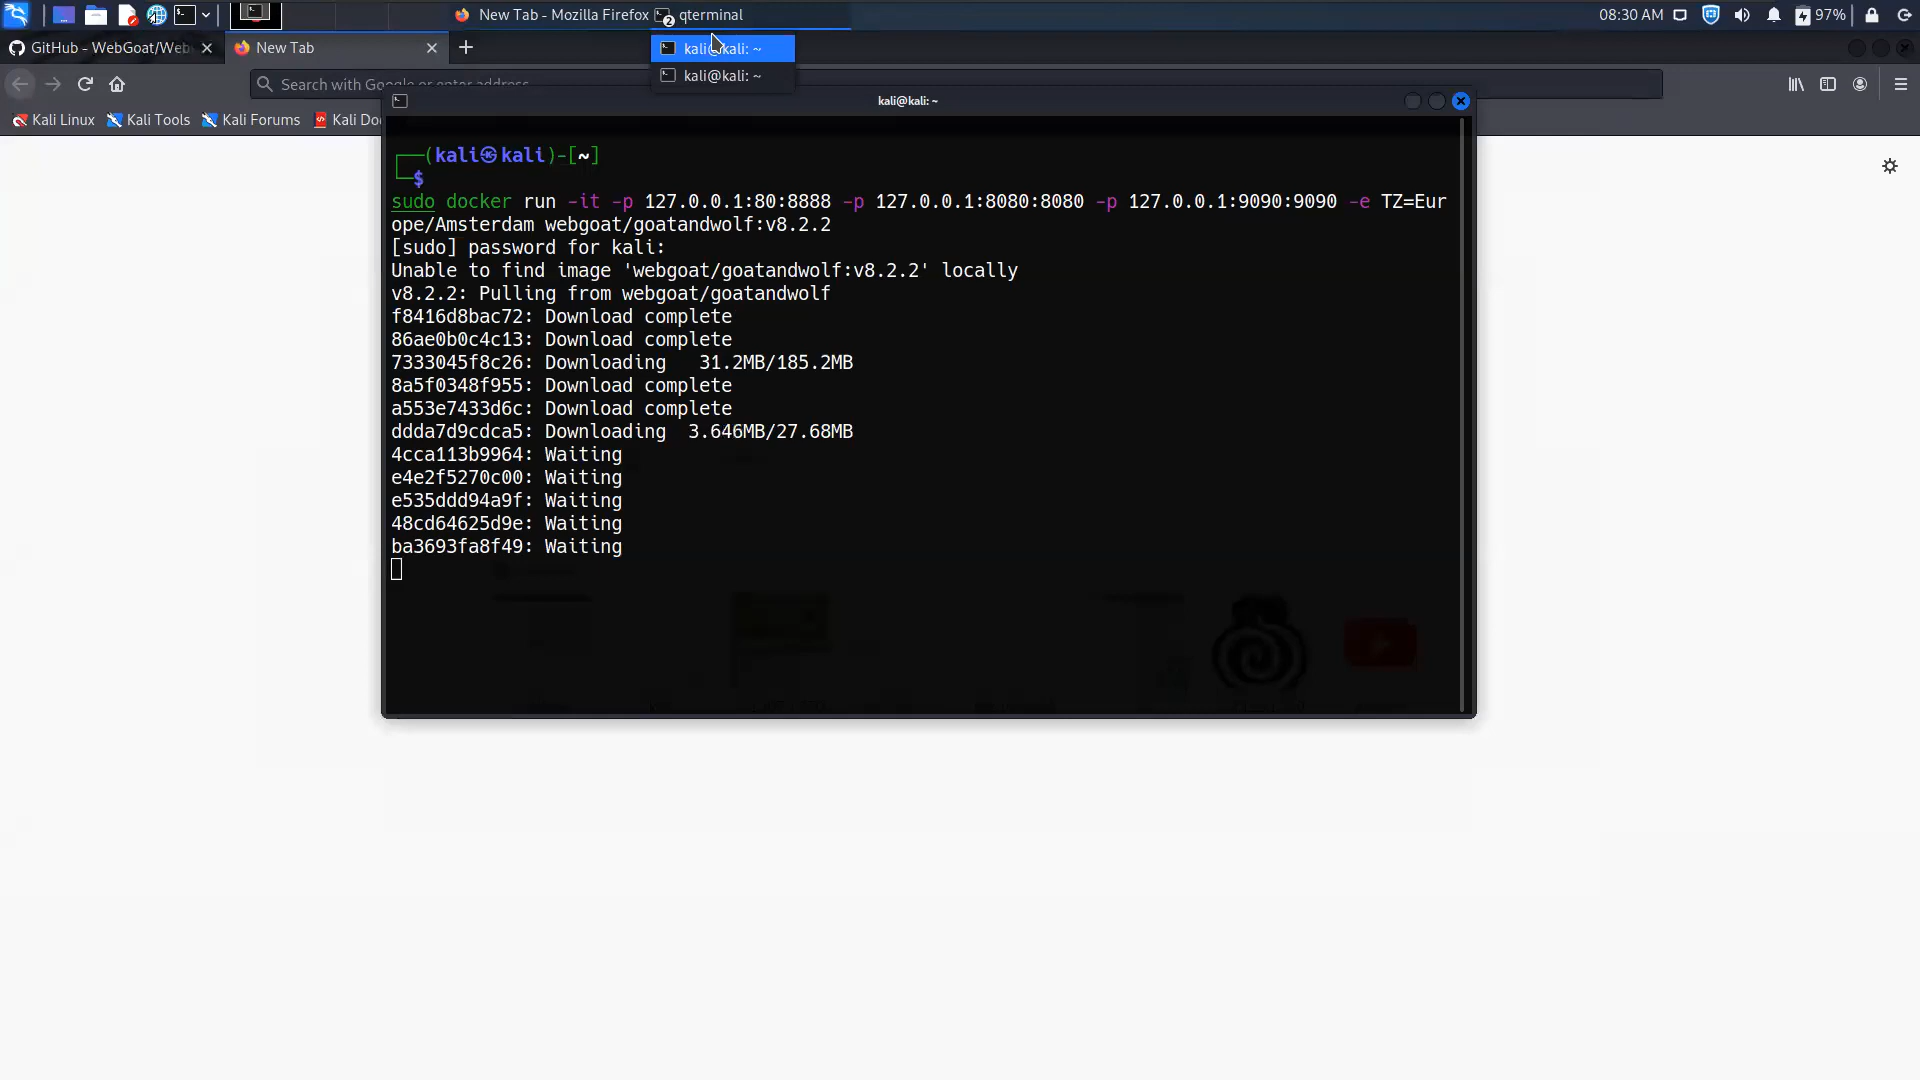 New Tab - Mozilla Firefox
2 qterminal
08:30 AM
97%
GitHub - WebGoat/Web
New Tab
kali@kali: ~
kali@kali: ~
Search with Google or enter address
Kali Linux
Kali Tools
Kali Forums
Kali Do
kali@kali: ~
(kali㉿kali)-[~]
$
sudo docker run -it -p 127.0.0.1:80:8888 -p 127.0.0.1:8080:8080 -p 127.0.0.1:9090:9090 -e TZ=Eur
ope/Amsterdam webgoat/goatandwolf:v8.2.2
[sudo] password for kali:
Unable to find image 'webgoat/goatandwolf:v8.2.2' locally
v8.2.2: Pulling from webgoat/goatandwolf
f8416d8bac72: Download complete
86ae0b0c4c13: Download complete
7333045f8c26: Downloading   31.2MB/185.2MB
8a5f0348f955: Download complete
a553e7433d6c: Download complete
ddda7d9cdca5: Downloading  3.646MB/27.68MB
4cca113b9964: Waiting
e4e2f5270c00: Waiting
e535ddd94a9f: Waiting
48cd64625d9e: Waiting
ba3693fa8f49: Waiting